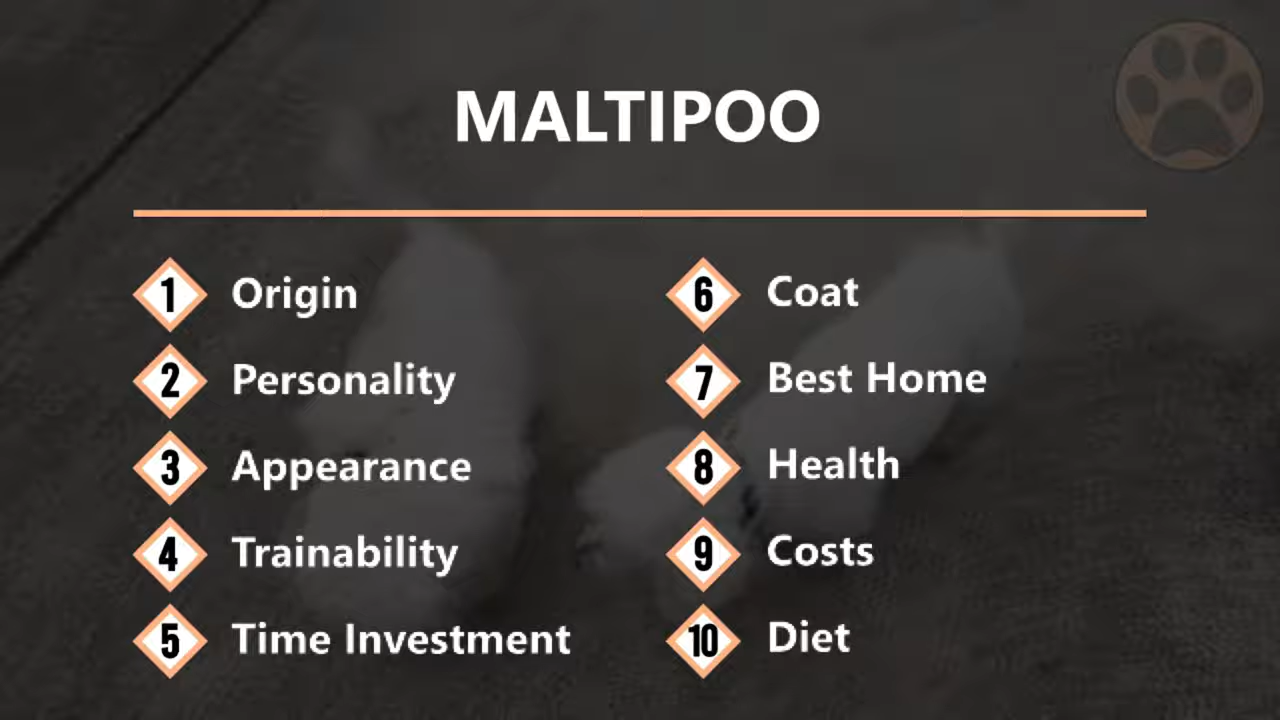 MALTIPOO
1 Origin
2 Personality
3 Appearance
4 Trainability
5 Time Investment
6 Coat
7 Best Home
8 Health
9 Costs
10 Diet